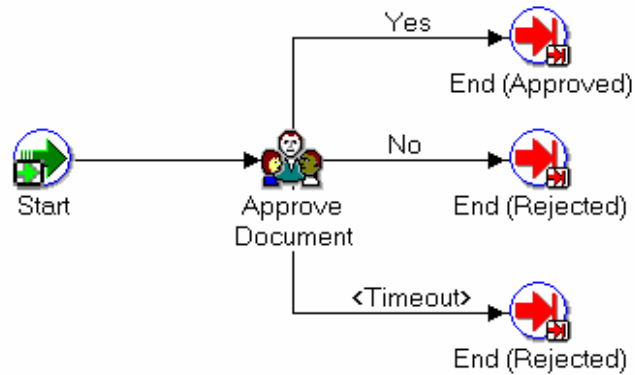 Yes
End (Approved)
Start
Approve
Document
No
End (Rejected)
<Timeout>
End (Rejected)